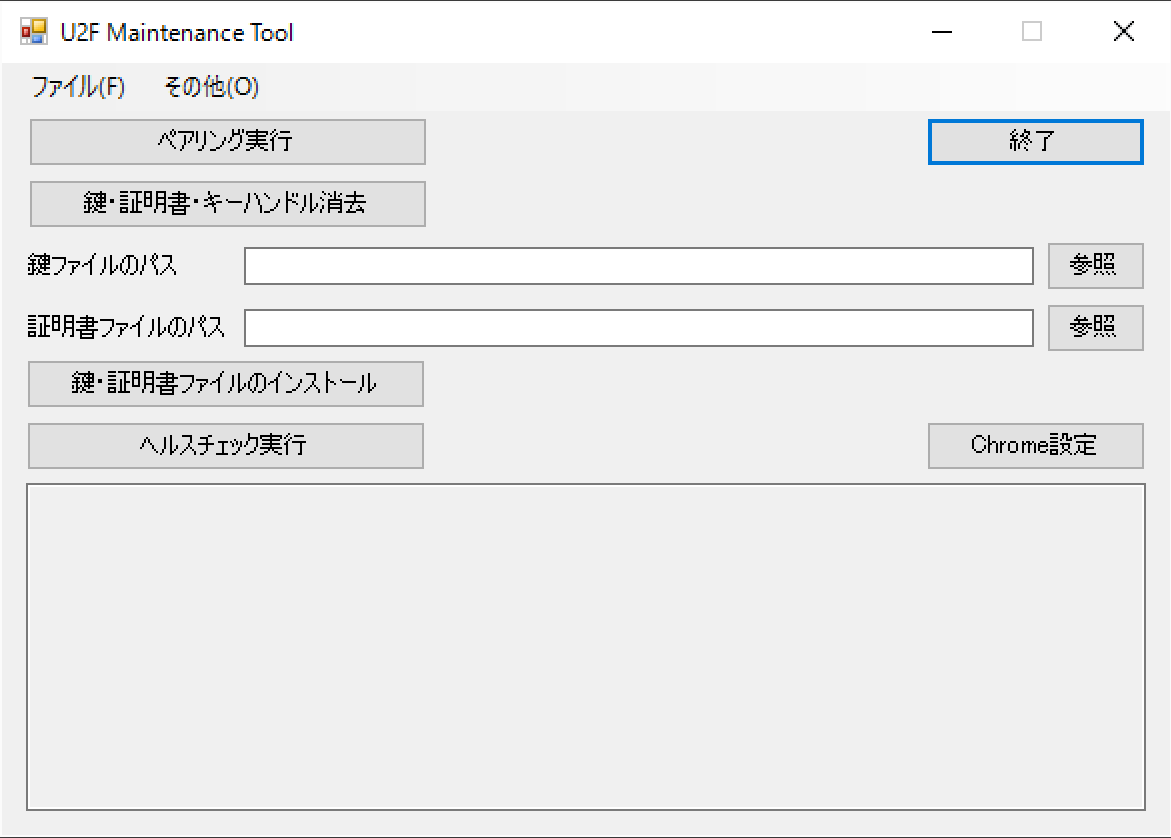 U2F Maintenance Tool
ファイル(F) その他(O)
ペアリング実行 終了
鍵・証明書・キーハンドル消去
鍵ファイルのパス 参照
証明書ファイルのパス 参照
鍵・証明書ファイルのインストール
ヘルスチェック実行 Chrome設定